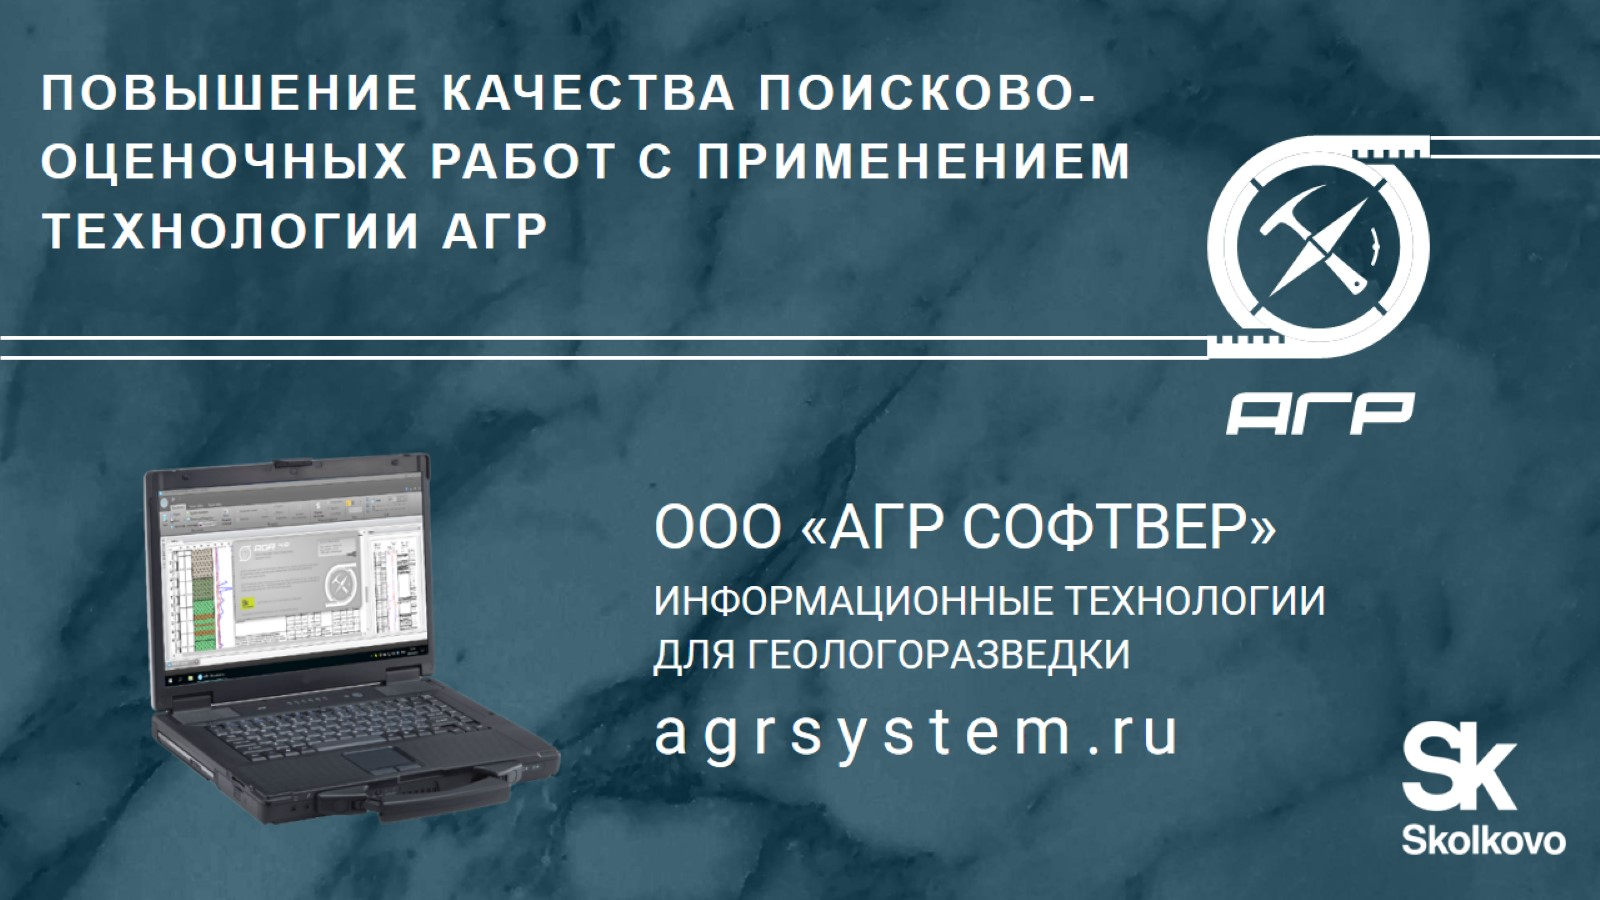 ПОВЫШЕНИЕ КАЧЕСТВА ПОИСКОВО-
ОЦЕНОЧНЫХ РАБОТ С ПРИМЕНЕНИЕМ
ТЕХНОЛОГИИ АГР
АГР
ООО «АГР СОФТВЕР»
ИНФОРМАЦИОННЫЕ ТЕХНОЛОГИИ
ДЛЯ ГЕОЛОГОРАЗВЕДКИ
agrsystem.ru
Sk
Skolkovo